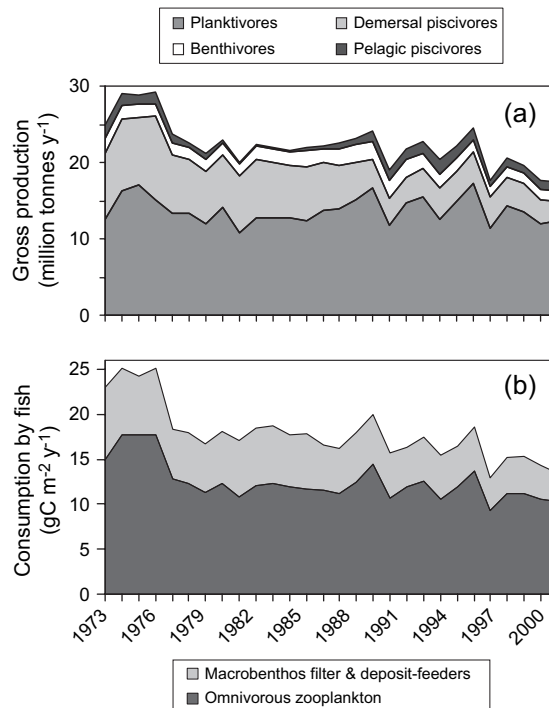 Planktivores
Demersal piscivores
Benthivores
Pelagic piscivores
(a)
30
20
10
0
Gross production
(million tonnes y-1)
(b)
25
20
15
10
5
0
Consumption by fish
(gC m-2 y-1)
1973
1976
1979
1982
1985
1988
1991
1994
1997
2000
Macrobenthos filter & deposit-feeders
Omnivorous zooplankton